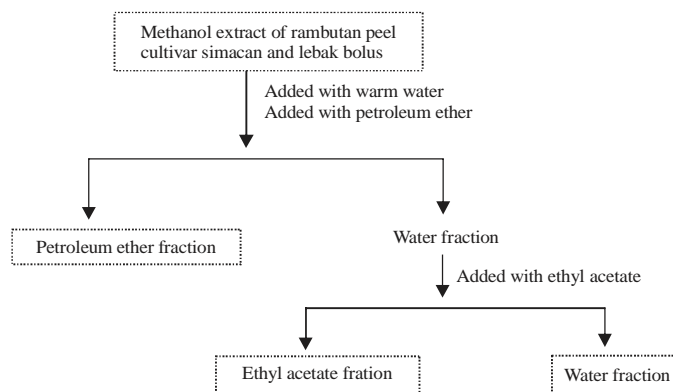 Methanol extract of rambutan peel
cultivar simacan and lebak bolus
Added with warm water
Added with petroleum ether
Petroleum ether fraction
Water fraction
Added with ethyl acetate
Ethyl acetate fration
Water fraction